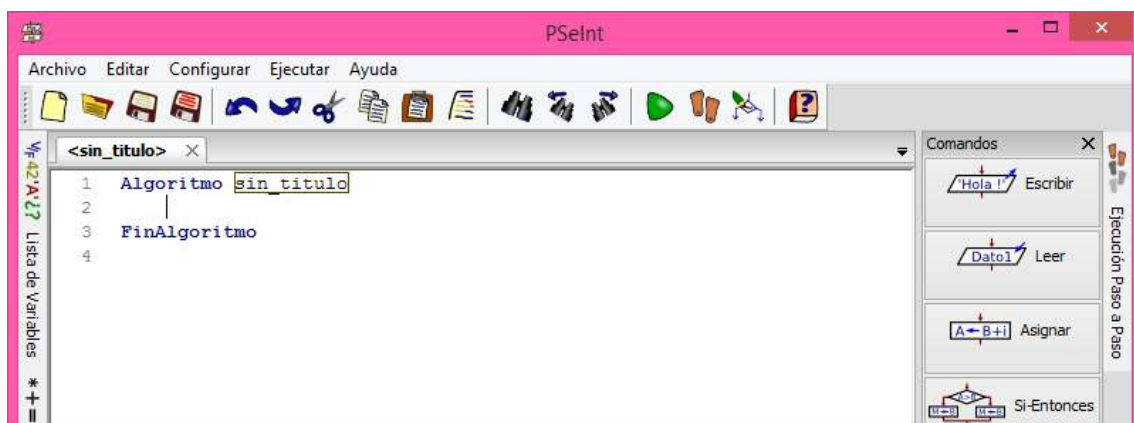 PSeInt
Archivo Editar Configurar Ejecutar Ayuda
<sin_titulo>
Comandos
1 Algoritmo sin_titulo
2
3 FinAlgoritmo
4
'Hola !' Escribir
Dato1 Leer
A←B+i Asignar
A>B
M←B M←B Si-Entonces
42'A'¿? Lista de Variables
*+=
Ejecución Paso a Paso